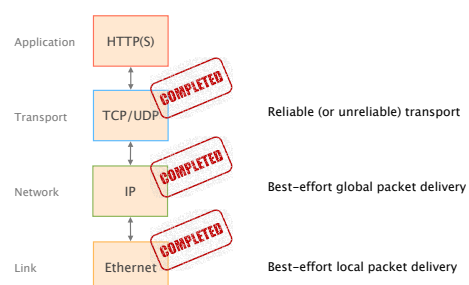 Application
HTTP(S)
COMPLETED
Transport
TCP/UDP
Reliable (or unreliable) transport
COMPLETED
Network
IP
Best-effort global packet delivery
COMPLETED
Link
Ethernet
Best-effort local packet delivery